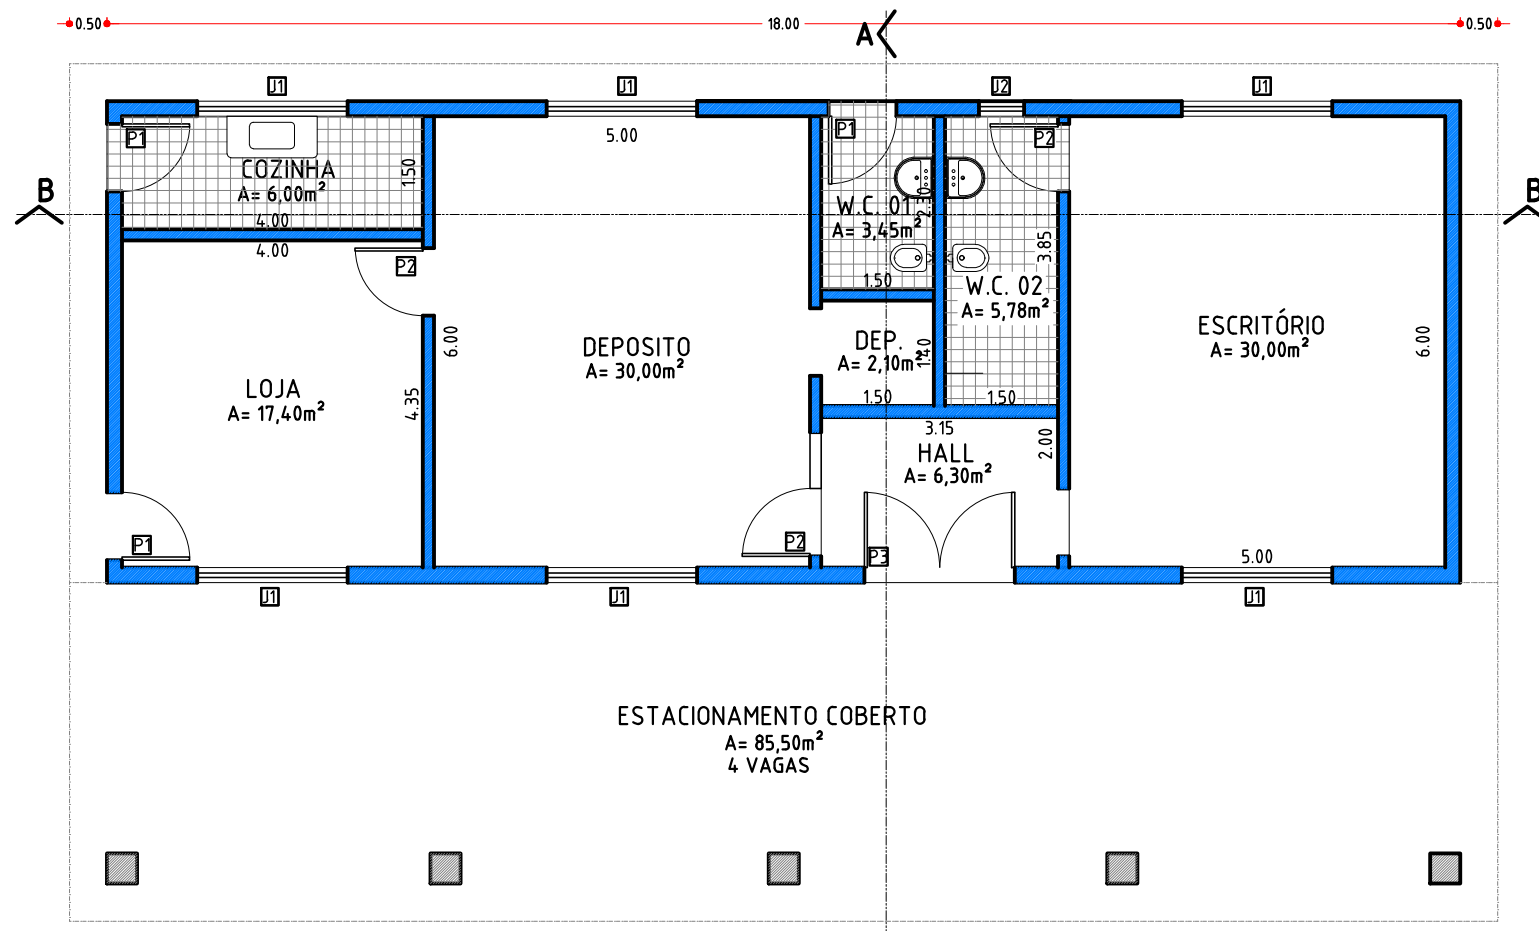 0.50
18.00
0.50
A
J1
J1
J2
J1
P1
5.00
P1
P2
COZINHA
A= 6,00m²
1.50
4.00
4.00
B
B
W.C. 01
A= 3,45m²
2.30
1.50
3.85
W.C. 02
A= 5,78m²
P2
6.00
DEPOSITO
A= 30,00m²
DEP.
A= 2,10m²
1.40
1.50
1.50
ESCRITÓRIO
A= 30,00m²
6.00
LOJA
A= 17,40m²
4.35
3.15
HALL
A= 6,30m²
2.00
P1
P2
P3
5.00
J1
J1
J1
ESTACIONAMENTO COBERTO
A= 85,50m²
4 VAGAS